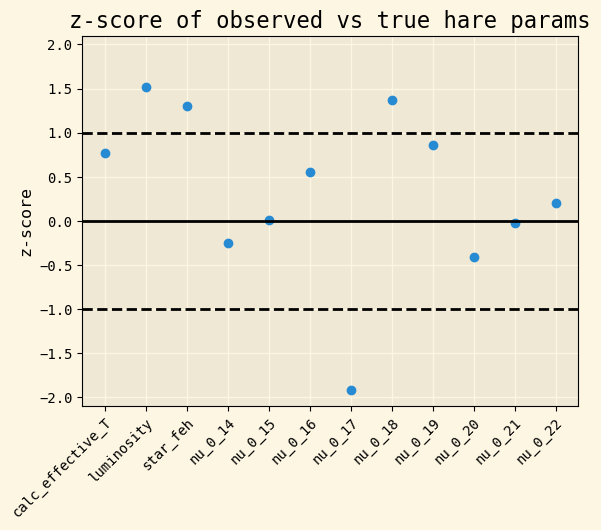 z-score of observed vs true hare params
z-score
2.0
1.5
1.0
0.5
0.0
−0.5
−1.0
−1.5
−2.0
calc_effective_T
luminosity
star_feh
nu_0_14
nu_0_15
nu_0_16
nu_0_17
nu_0_18
nu_0_19
nu_0_20
nu_0_21
nu_0_22